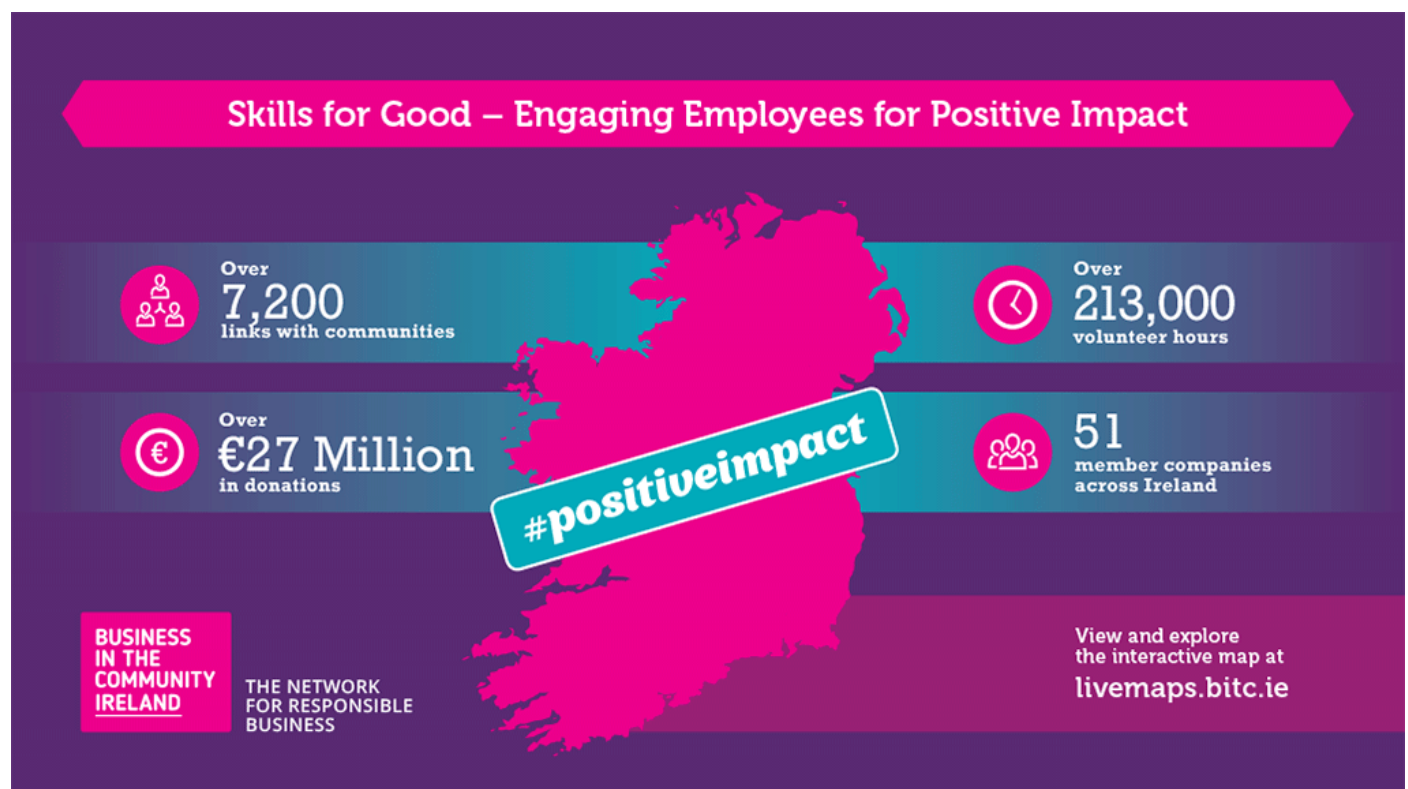 Skills for Good – Engaging Employees for Positive Impact
Over
7,200
links with communities
Over
€27 Million
in donations
Over
213,000
volunteer hours
51
member companies
across Ireland
#positiveimpact
BUSINESS
IN THE
COMMUNITY
IRELAND
THE NETWORK
FOR RESPONSIBLE
BUSINESS
View and explore
the interactive map at
livemaps.bitc.ie